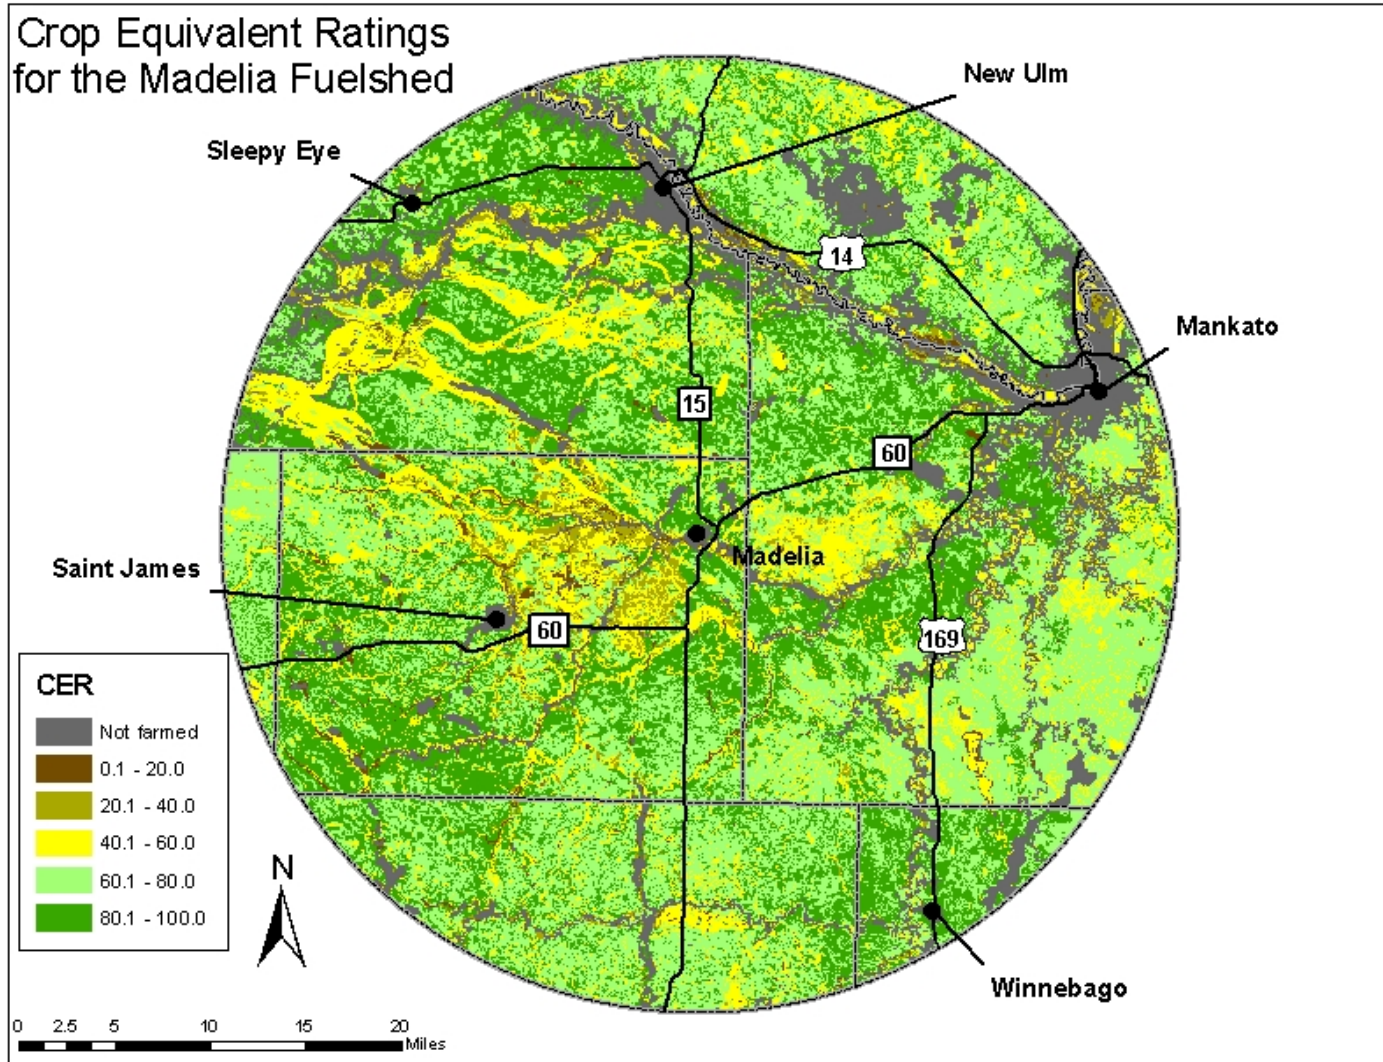 Crop Equivalent Ratings
for the Madelia Fuelshed
New Ulm
Sleepy Eye
14
Mankato
15
60
Madelia
Saint James
60
169
CER
Not farmed
0.1 - 20.0
20.1 - 40.0
40.1 - 60.0
60.1 - 80.0
80.1 - 100.0
N
Winnebago
0 2.5 5 10 15 20
Miles